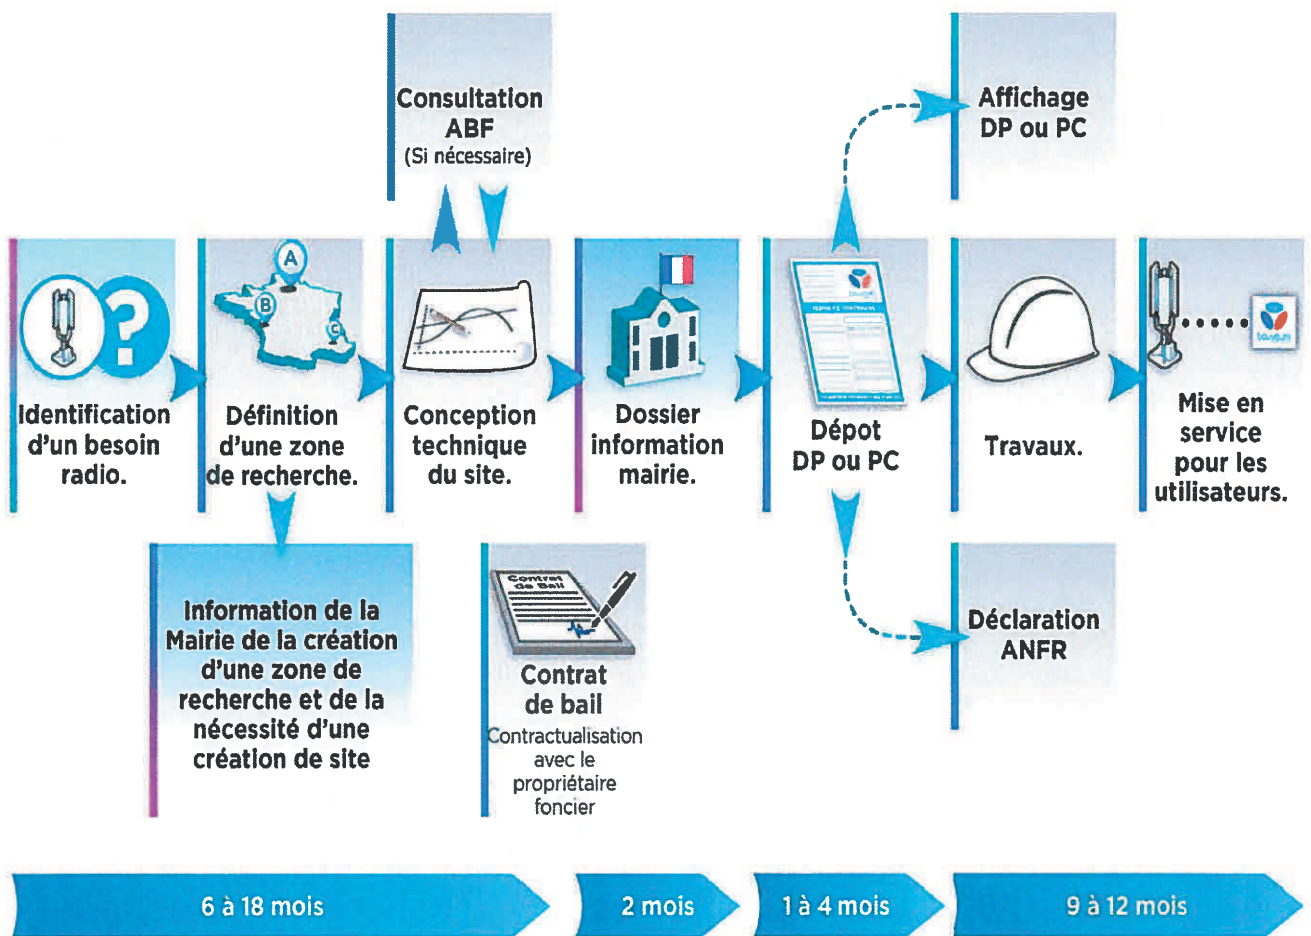 Consultation
ABF
(Si nécessaire)
Affichage
DP ou PC
A
B
C
Identification
d'un besoin
radio.
Définition
d'une zone
de recherche.
Conception
technique
du site.
Dossier
information
mairie.
Dépot
DP ou PC
Travaux.
Mise en
service
pour les
utilisateurs.
Information de la
Mairie de la création
d'une zone de
recherche et de la
nécessité d'une
création de site
Contrat
de Bail
Contrat
de bail
Contractualisation
avec le
propriétaire
foncier
Déclaration
ANFR
6 à 18 mois
2 mois
1 à 4 mois
9 à 12 mois